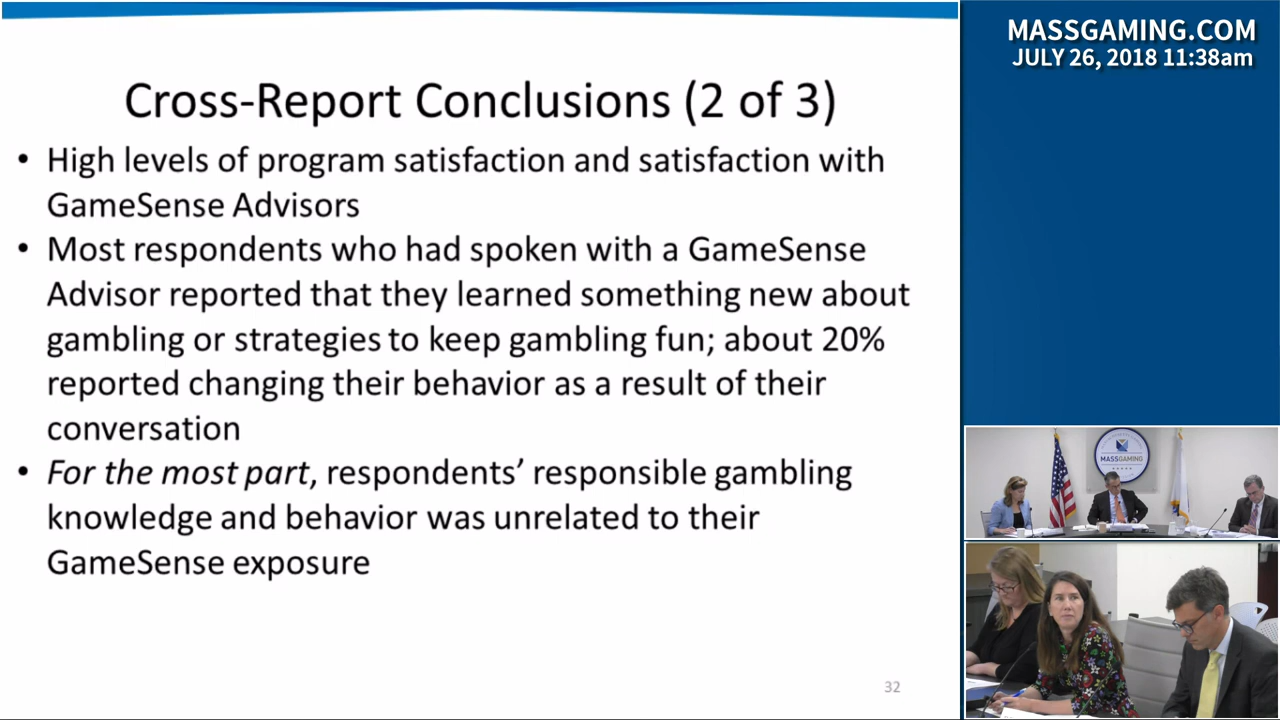 Cross-Report Conclusions (2 of 3)
• High levels of program satisfaction and satisfaction with
GameSense Advisors
• Most respondents who had spoken with a GameSense
Advisor reported that they learned something new about
gambling or strategies to keep gambling fun; about 20%
reported changing their behavior as a result of their
conversation
• For the most part, respondents’ responsible gambling
knowledge and behavior was unrelated to their
GameSense exposure
32
MASSGAMING.COM
JULY 26, 2018 11:38am
MASSGAMING